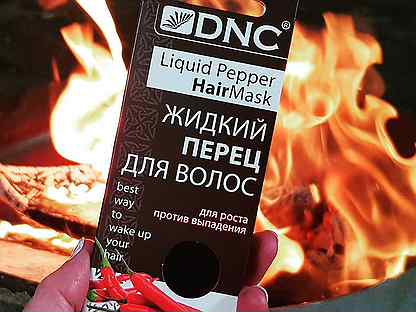 DNC®
Liquid Pepper
HairMask
ЖИДКИЙ
ПЕРЕЦ
ДЛЯ ВОЛОС
best
way
to
wake up
your
hair
для роста
против выпадения